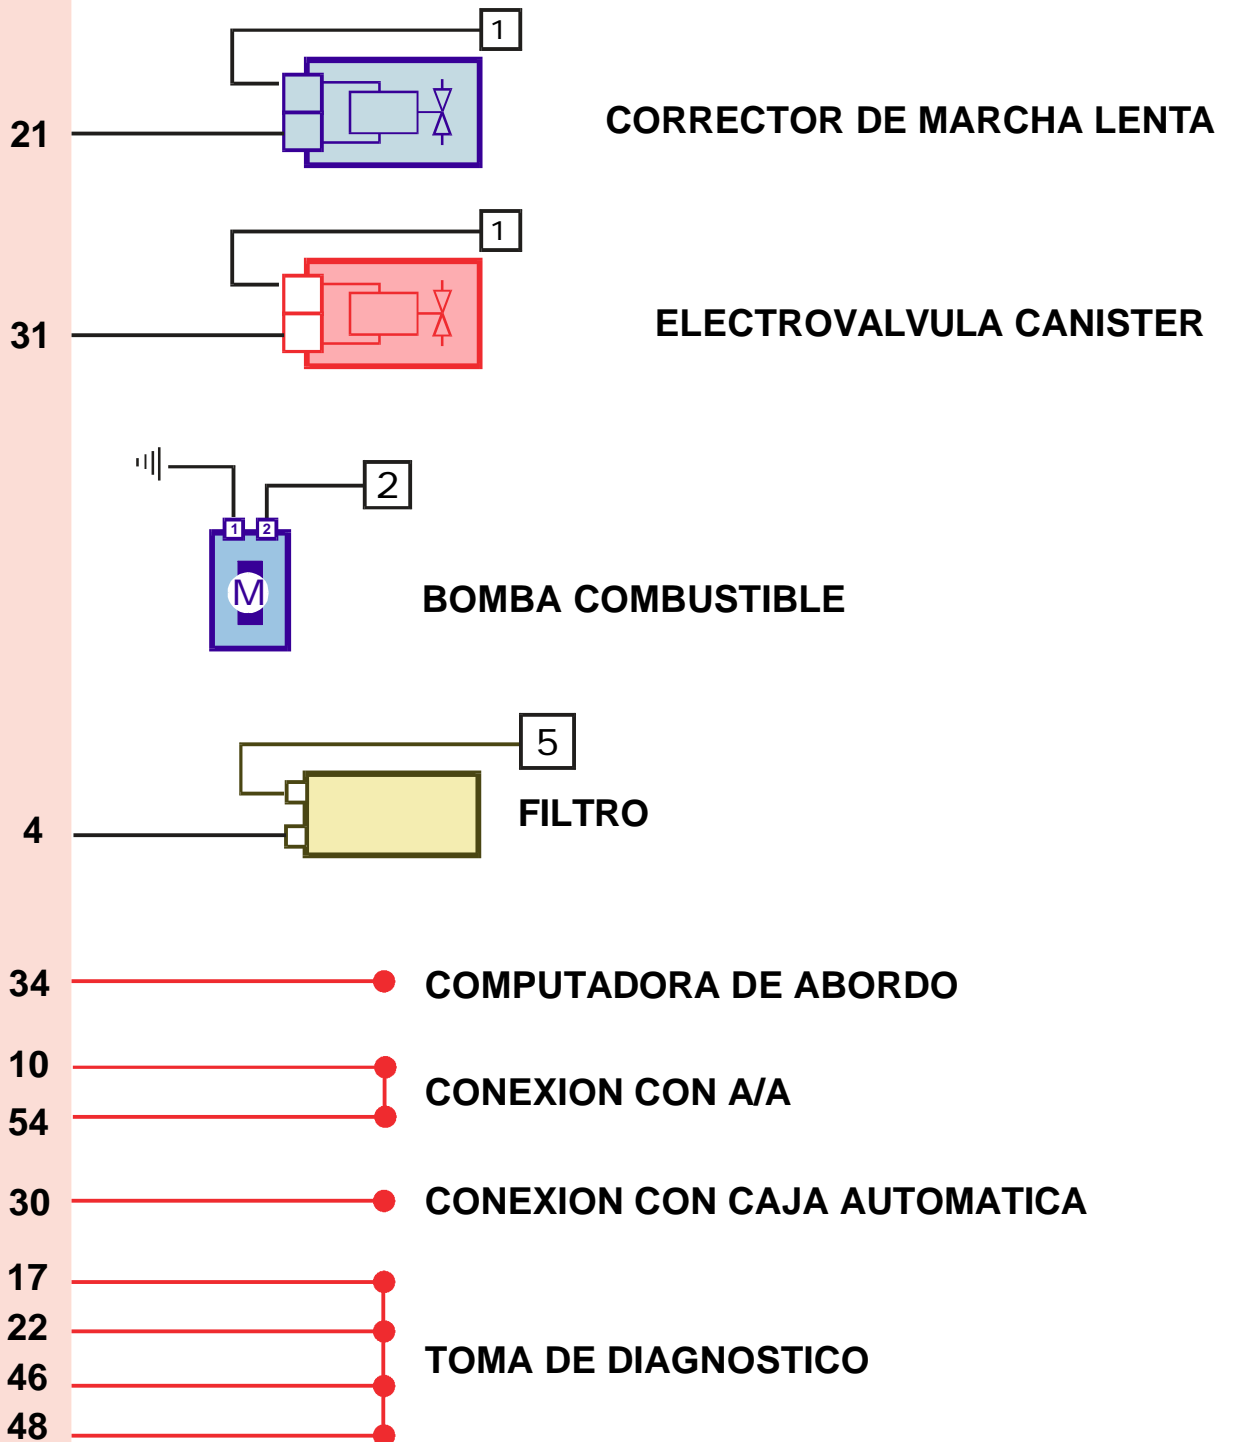 1
21 CORRECTOR DE MARCHA LENTA
1
31 ELECTROVALVULA CANISTER
2
1 2
M
BOMBA COMBUSTIBLE
5
FILTRO
4
34 COMPUTADORA DE ABORDO
10
CONEXION CON A/A
54
30 CONEXION CON CAJA AUTOMATICA
17
22
TOMA DE DIAGNOSTICO
46
48